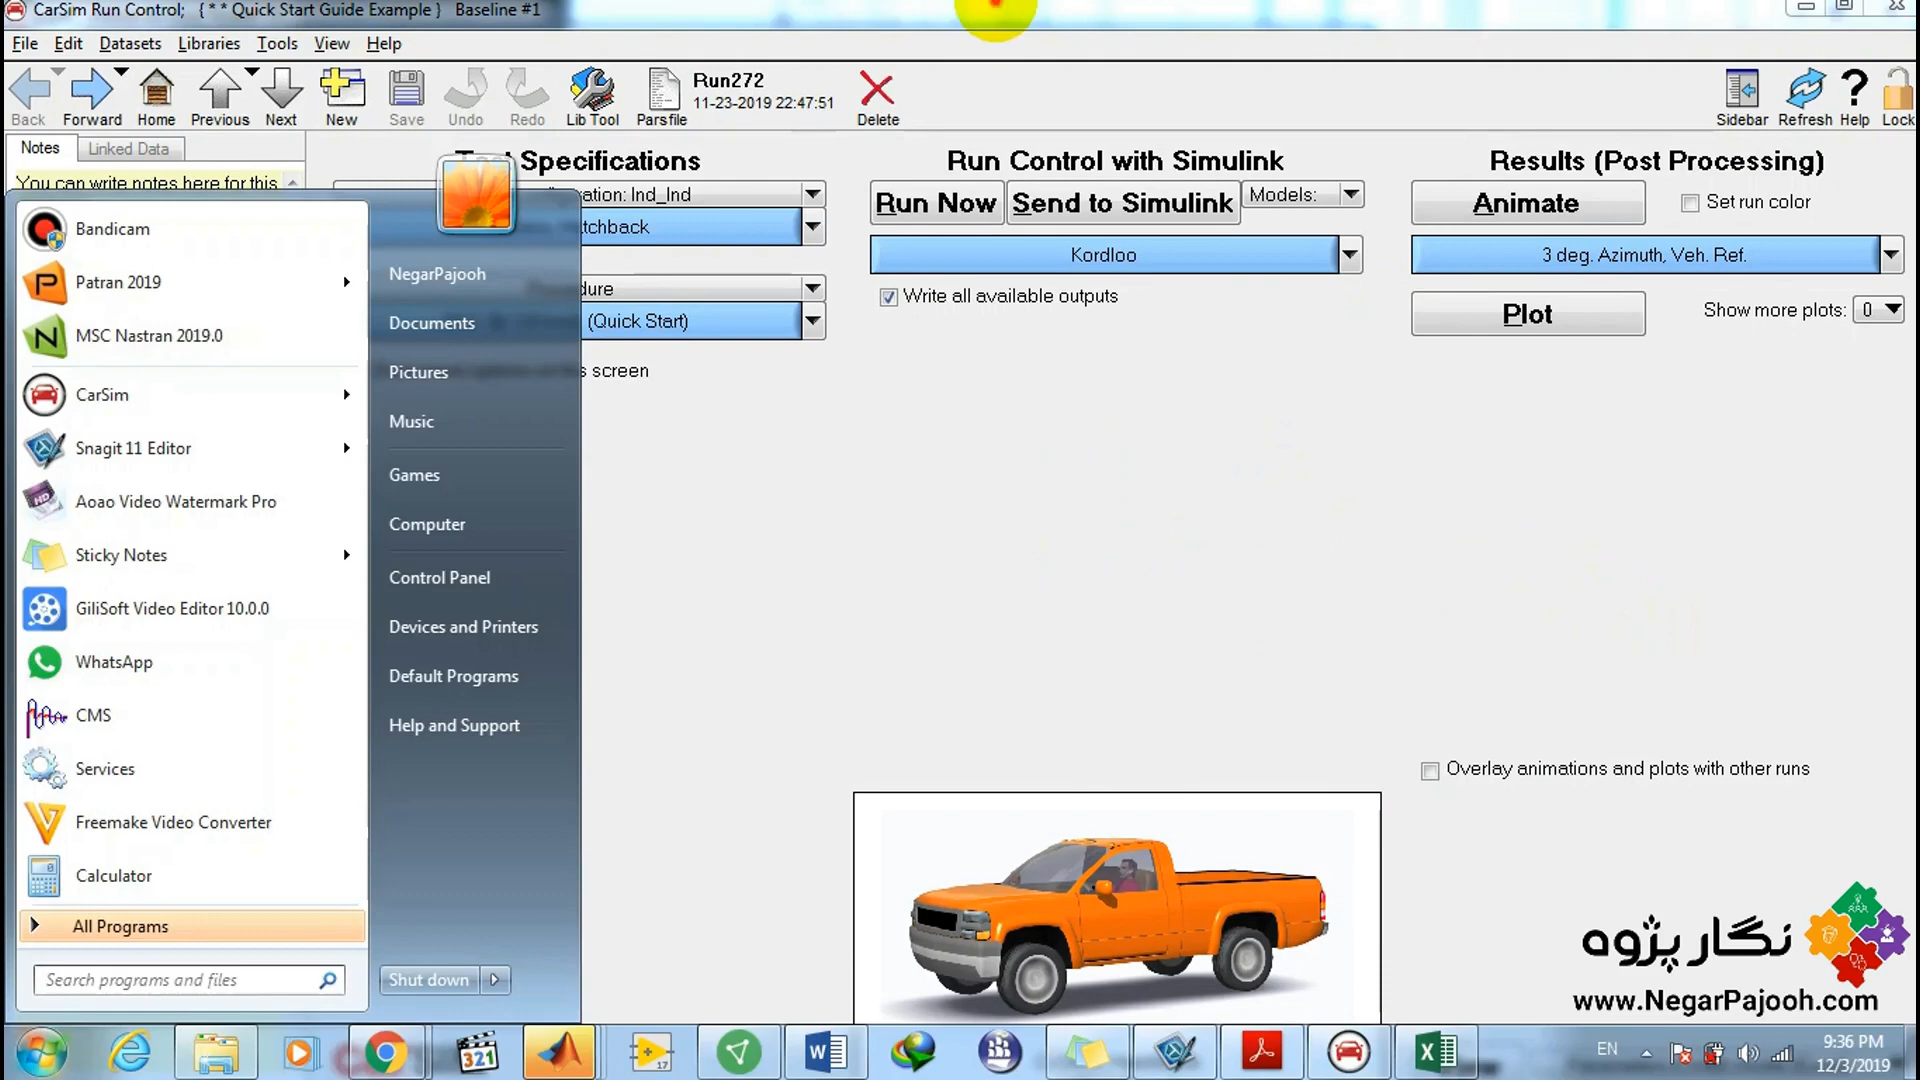 CarSim Run Control; { * * Quick Start Guide Example } Baseline #1
File Edit Datasets Libraries Tools View Help
Back Forward Home Previous Next New Save Undo Redo Lib Tool Parsfile
Run272
11-23-2019 22:47:51
Delete
Sidebar Refresh Help Lock
Notes Linked Data
You can write notes here for this
Specifications
Ind_Ind
(Quick Start)
screen
Run Control with Simulink
Run Now Send to Simulink Models:
Kordloo
Write all available outputs
Results (Post Processing)
Animate Set run color
3 deg. Azimuth, Veh. Ref.
Plot Show more plots: 0
Overlay animations and plots with other runs
Bandicam
Patran 2019
MSC Nastran 2019.0
CarSim
Snagit 11 Editor
Aoao Video Watermark Pro
Sticky Notes
GiliSoft Video Editor 10.0.0
WhatsApp
CMS
Services
Freemake Video Converter
Calculator
All Programs
Search programs and files
NegarPajooh
Documents
Pictures
Music
Games
Computer
Control Panel
Devices and Printers
Default Programs
Help and Support
Shut down
نگار پژوه
www.NegarPajooh.com
321
17
EN
9:36 PM
12/3/2019